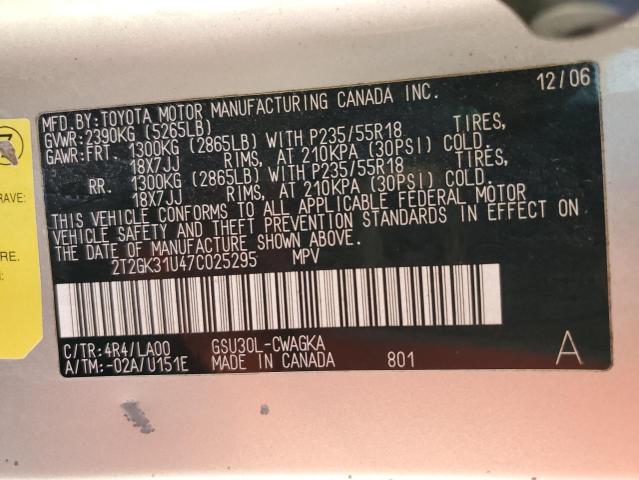 MFD.BY:TOYOTA MOTOR MANUFACTURING CANADA INC. 12/06
GVWR:2390KG (5265LB)
GAWR:FRT. 1300KG (2865LB) WITH P235/55R18 TIRES,
18X7JJ RIMS, AT 210KPA (30PSI) COLD.
RR. 1300KG (2865LB) WITH P235/55R18 TIRES,
18X7JJ RIMS, AT 210KPA (30PSI) COLD.
THIS VEHICLE CONFORMS TO ALL APPLICABLE FEDERAL MOTOR
VEHICLE SAFETY AND THEFT PREVENTION STANDARDS IN EFFECT ON
THE DATE OF MANUFACTURE SHOWN ABOVE.
2T2GK31U47C025295 MPV
C/TR:4R4/LA00 GSU30L-CWAGKA
A/TM:-02A/U151E MADE IN CANADA 801 A
RAVE: